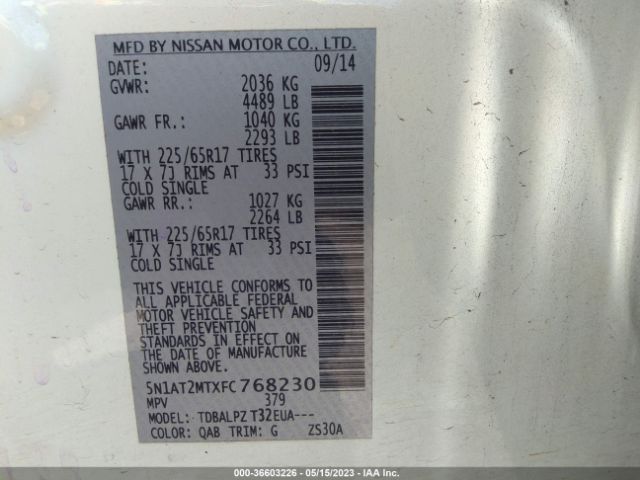 MFD BY NISSAN MOTOR CO., LTD.
DATE: 09/14
GVWR: 2036 KG
4489 LB
GAWR FR.: 1040 KG
2293 LB
WITH 225/65R17 TIRES
17 X 7J RIMS AT 33 PSI
COLD SINGLE
GAWR RR.: 1027 KG
2264 LB
WITH 225/65R17 TIRES
17 X 7J RIMS AT 33 PSI
COLD SINGLE
THIS VEHICLE CONFORMS TO
ALL APPLICABLE FEDERAL
MOTOR VEHICLE SAFETY AND
THEFT PREVENTION
STANDARDS IN EFFECT ON
THE DATE OF MANUFACTURE
SHOWN ABOVE.
5N1AT2MTXFC768230
MPV 379
MODEL: TDBALPZ T32EUA---
COLOR: QAB TRIM: G ZS30A
000-36603226 - 05/15/2023 - IAA Inc.